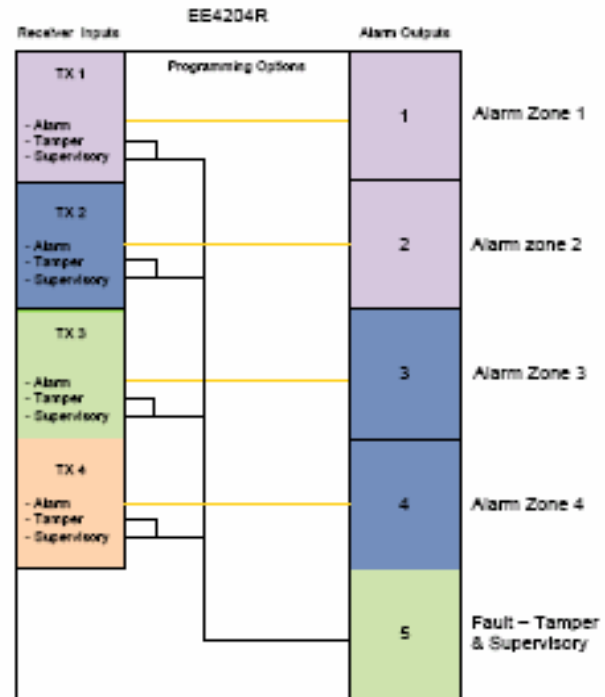 EE4204R
Receiver Inputs
Alarm Outputs
Programming Options
TX 1
- Alarm
- Tamper
- Supervisory
1
Alarm Zone 1
TX 2
- Alarm
- Tamper
- Supervisory
2
Alarm zone 2
TX 3
- Alarm
- Tamper
- Supervisory
3
Alarm Zone 3
TX 4
- Alarm
- Tamper
- Supervisory
4
Alarm Zone 4
5
Fault – Tamper
& Supervisory